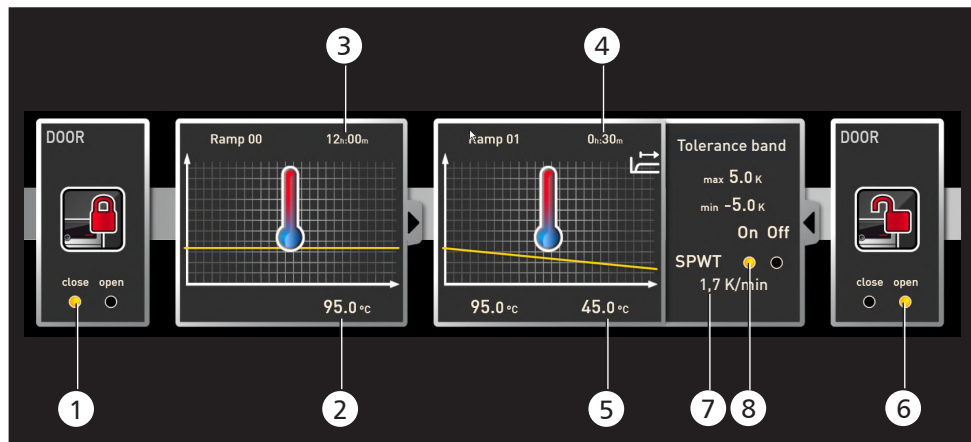 3
4
DOOR
close open
Ramp 00 12h:00m
95.0 °C
Ramp 01 0h:30m
95.0 °C 45.0 °C
Tolerance band
max 5.0 K
min -5.0 K
On Off
SPWT
1,7 K/min
DOOR
close open
1
2
5
7
8
6